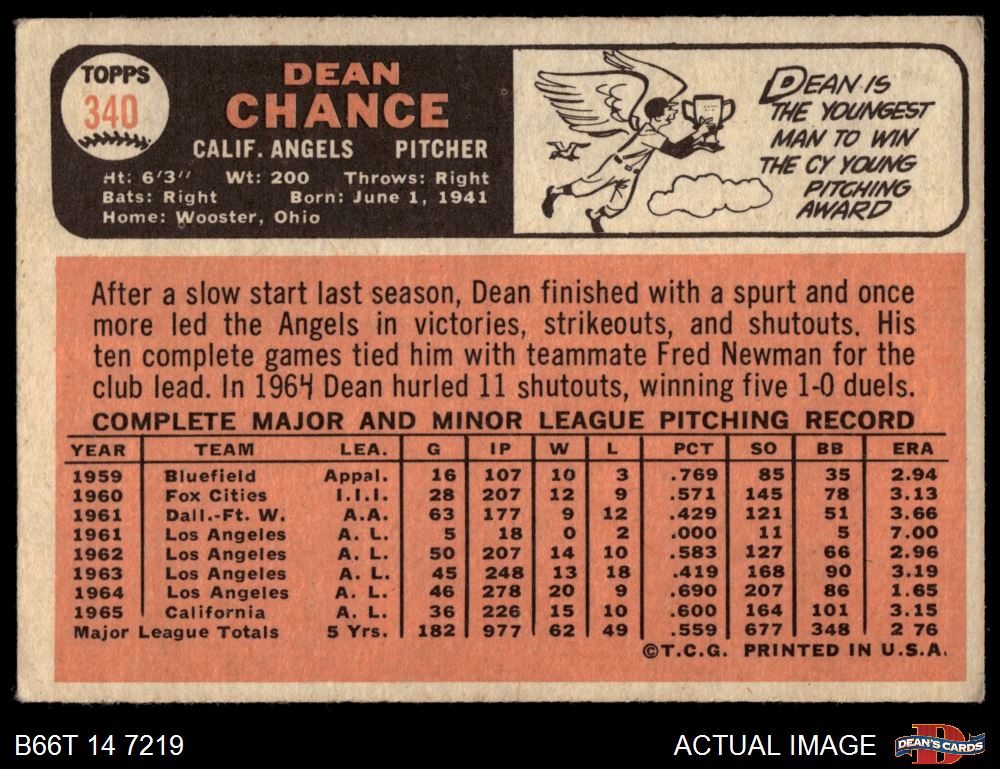 TOPPS
340
DEAN
CHANCE
CALIF. ANGELS PITCHER
Ht: 6'3" Wt: 200 Throws: Right
Bats: Right Born: June 1, 1941
Home: Wooster, Ohio
DEAN IS
THE YOUNGEST
MAN TO WIN
THE CY YOUNG
PITCHING
AWARD
After a slow start last season, Dean finished with a spurt and once
more led the Angels in victories, strikeouts, and shutouts. His
ten complete games tied him with teammate Fred Newman for the
club lead. In 1964 Dean hurled 11 shutouts, winning five 1-0 duels.
COMPLETE MAJOR AND MINOR LEAGUE PITCHING RECORD
YEAR TEAM LEA. G IP W L PCT SO BB ERA
1959 Bluefield Appal. 16 107 10 3 .769 85 35 2.94
1960 Fox Cities I.I.I. 28 207 12 9 .571 145 78 3.13
1961 Dall.-Ft. W. A.A. 63 177 9 12 .429 121 51 3.66
1961 Los Angeles A. L. 5 18 0 2 .000 11 5 7.00
1962 Los Angeles A. L. 50 207 14 10 .583 127 66 2.96
1963 Los Angeles A. L. 45 248 13 18 .419 168 90 3.19
1964 Los Angeles A. L. 46 278 20 9 .690 207 86 1.65
1965 California A. L. 36 226 15 10 .600 164 101 3.15
Major League Totals 5 Yrs. 182 977 62 49 .559 677 348 2 76
©T.C.G. PRINTED IN U.S.A.
B66T 14 7219
ACTUAL IMAGE
D
DEAN'S CARDS